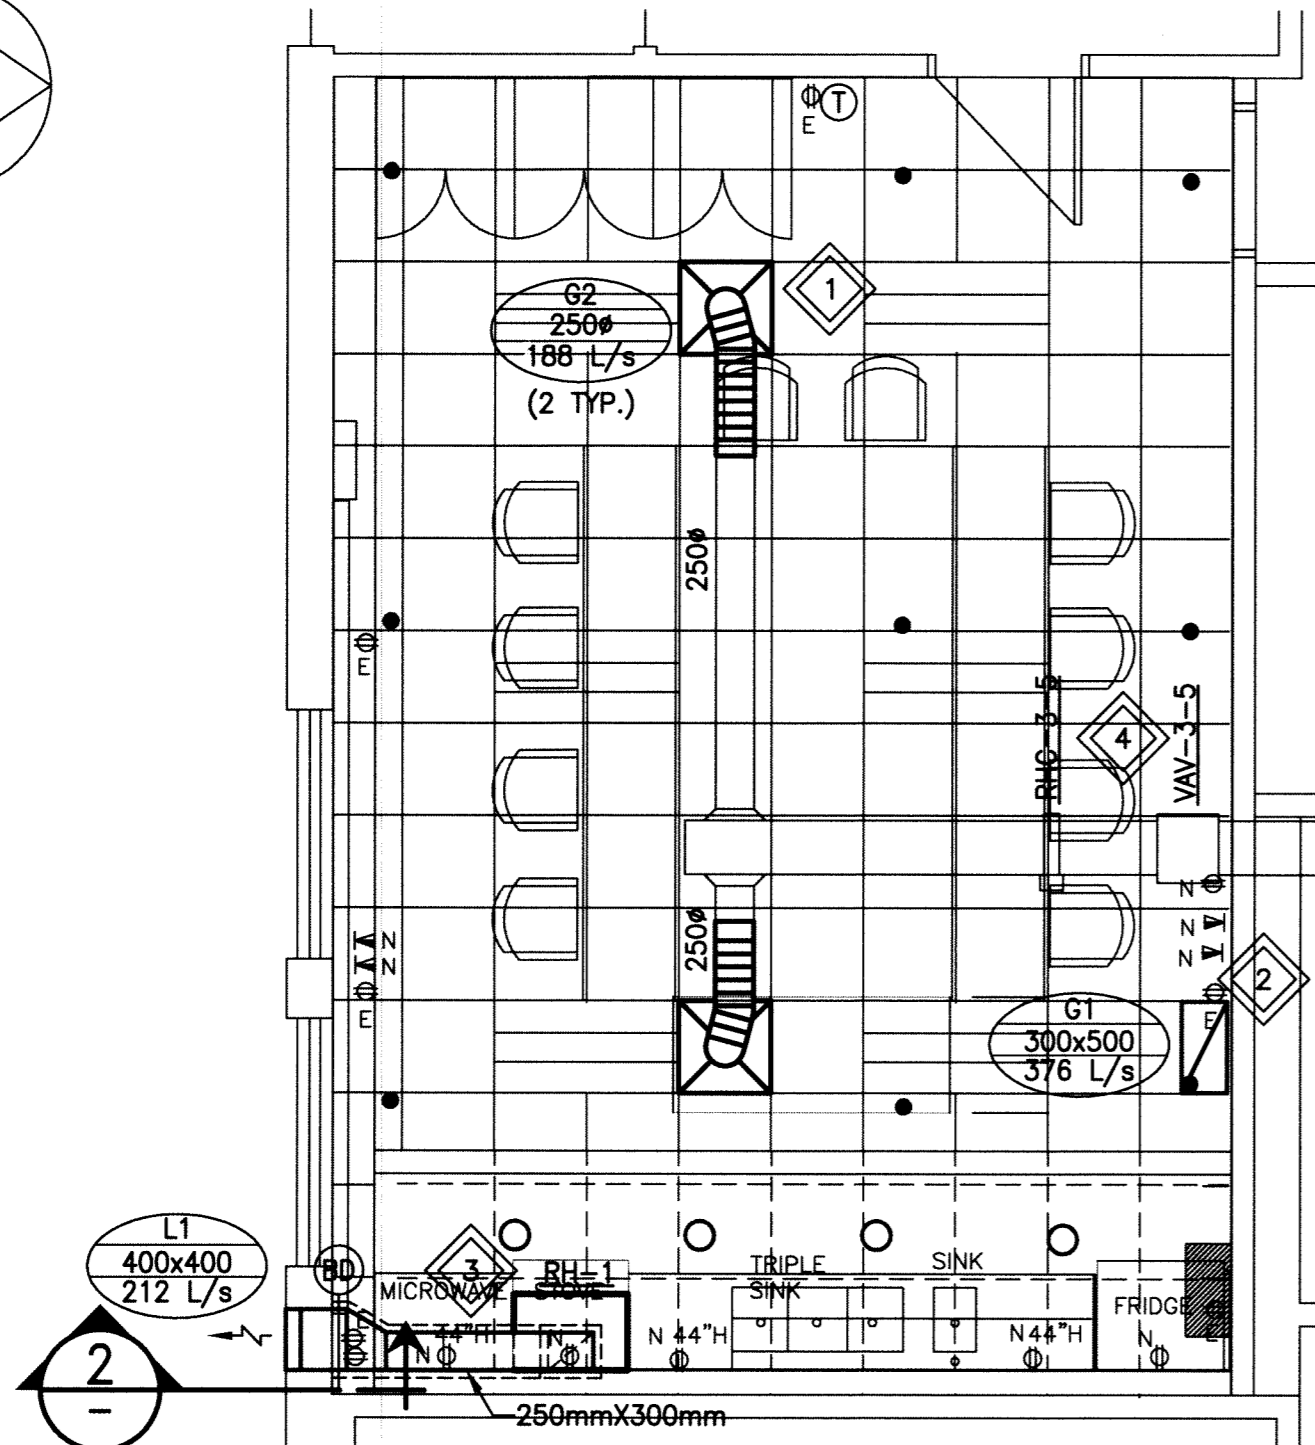 T
E
1
G2
250ø
188 L/s
(2 TYP.)
250ø
E
RHC-3-5
4
VAV-3-5
N
N
N
N
N
E
250ø
2
E
G1
300x500
376 L/s
L1
400x400
212 L/s
BD
3
MICROWAVE
RH-1
STOVE
TRIPLE
SINK
SINK
FRIDGE
44"H
N
N
N 44"H
N 44"H
N
E
2
-
250mmX300mm